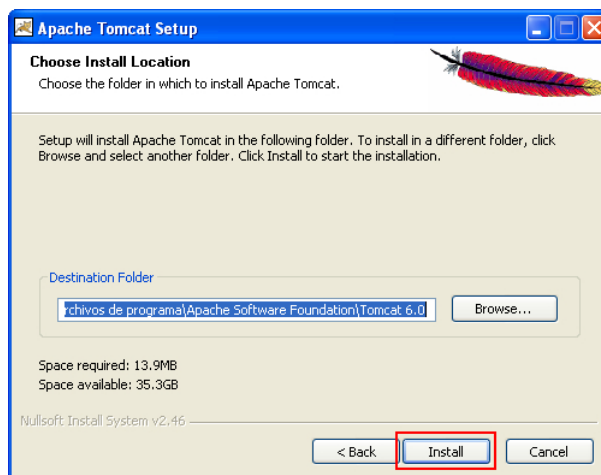 Apache Tomcat Setup
Choose Install Location
Choose the folder in which to install Apache Tomcat.
Setup will install Apache Tomcat in the following folder. To install in a different folder, click
Browse and select another folder. Click Install to start the installation.
Destination Folder
rchivos de programa\Apache Software Foundation\Tomcat 6.0
Browse...
Space required: 13.9MB
Space available: 35.3GB
Nullsoft Install System v2.46
< Back
Install
Cancel